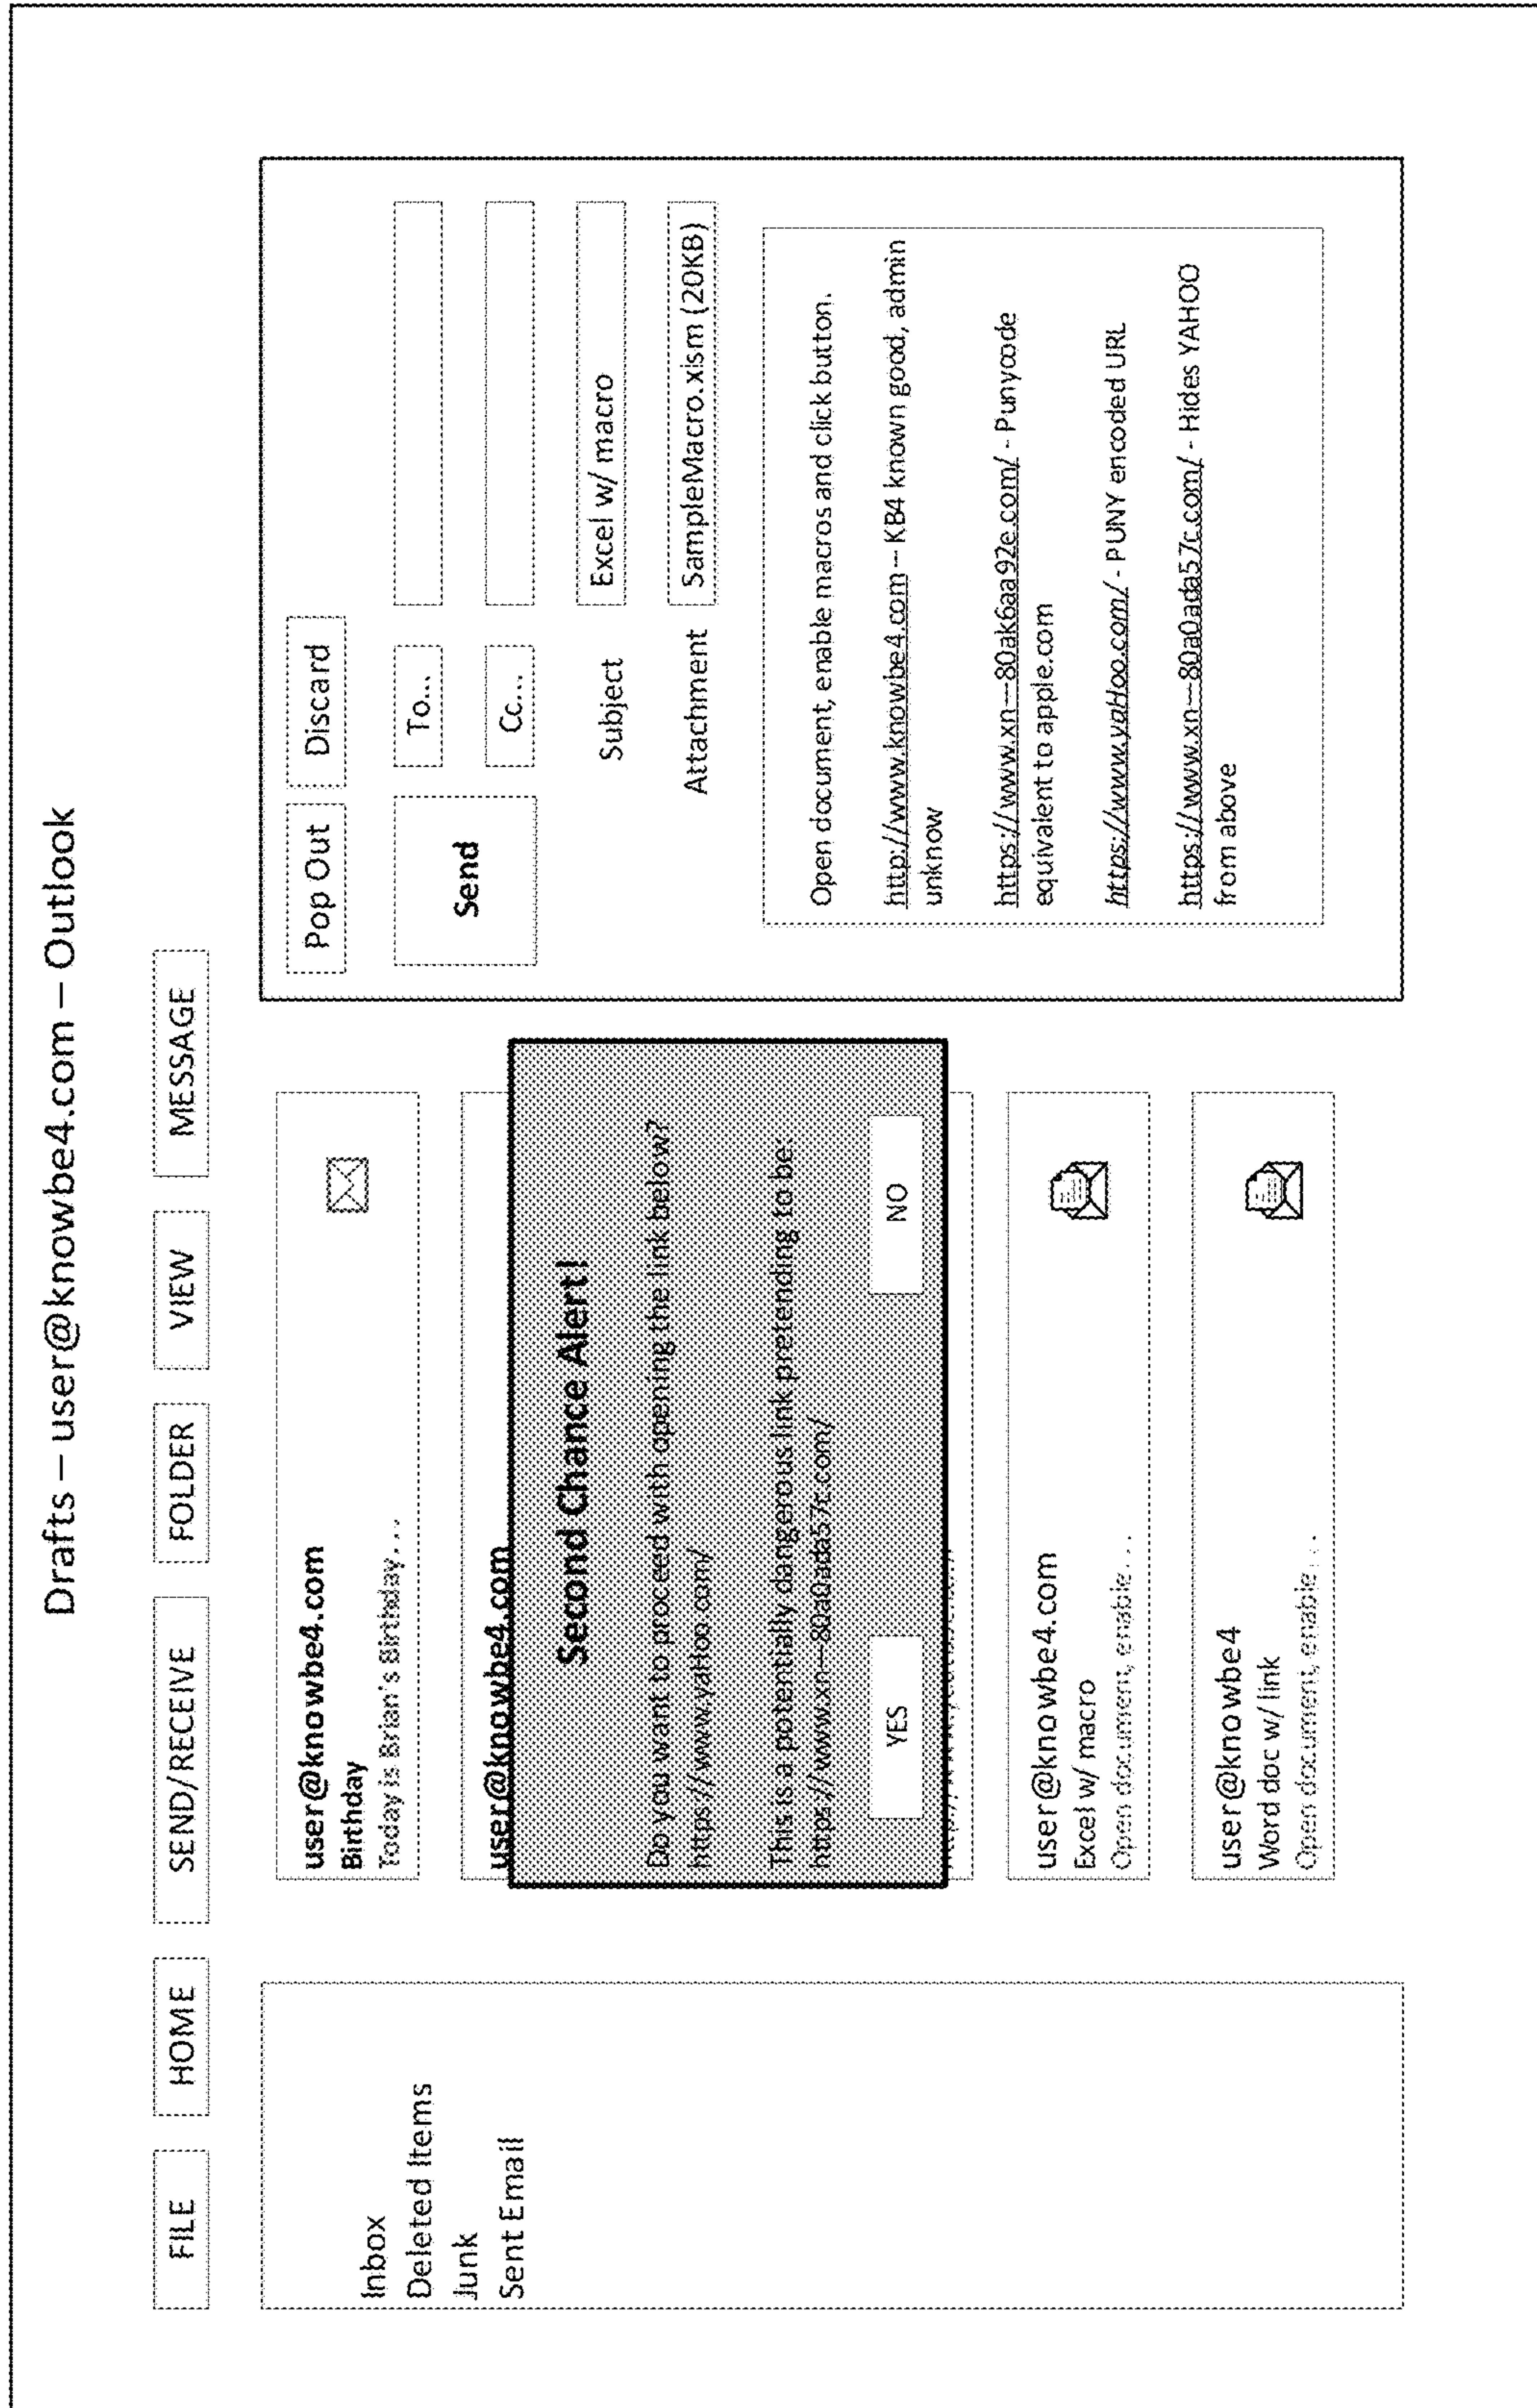 Drafts – user@knowbe4.com – Outlook
FILE
HOME
SEND/RECEIVE
FOLDER
VIEW
MESSAGE
Inbox
Deleted Items
Junk
Sent Email
user@knowbe4.com
Birthday
Today is Brian's Birthday...
user@knowbe4.com
Second Chance Alert!
Do you want to proceed with opening the link below?
https://www.yaHoo.com/
This is a potentially dangerous link pretending to be:
https://www.xn--80a0ada57c.com/
YES
NO
user@knowbe4.com
Excel w/ macro
Open document, enable...
user@knowbe4
Word doc w/ link
Open document, enable...
Pop Out
Discard
Send
To...
Cc...
Subject
Excel w/ macro
Attachment
SampleMacro.xlsm (20KB)
Open document, enable macros and click button.
http://www.knowbe4.com – KB4 known good, admin
unknow
https://www.xn--80ak6aa92e.com/ - Punycode
equivalent to apple.com
https://www.yaHoo.com/ - PUNY encoded URL
https://www.xn--80a0ada57c.com/ - Hides YAHOO
from above